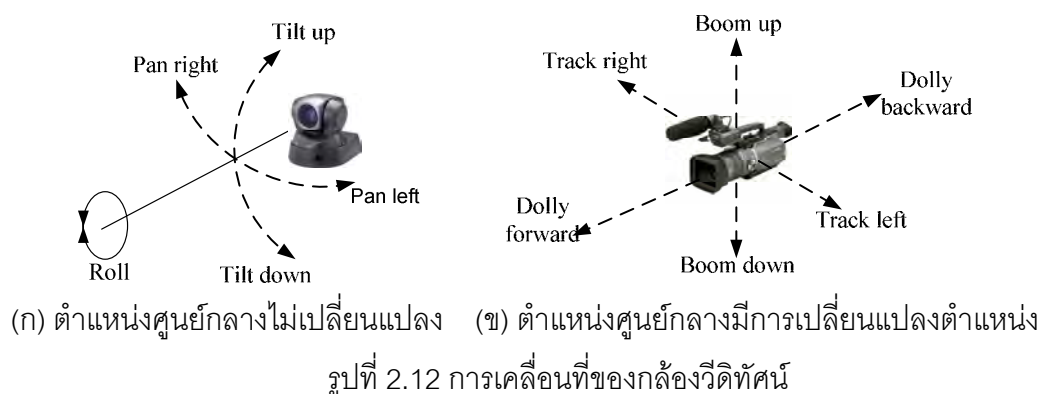 Tilt up
Pan right
Pan left
Roll
Tilt down
Boom up
Track right
Dolly
backward
Dolly
forward
Track left
Boom down
(ก) ตำแหน่งศูนย์กลางไม่เปลี่ยนแปลง
(ข) ตำแหน่งศูนย์กลางมีการเปลี่ยนแปลงตำแหน่ง
รูปที่ 2.12 การเคลื่อนที่ของกล้องวีดิทัศน์